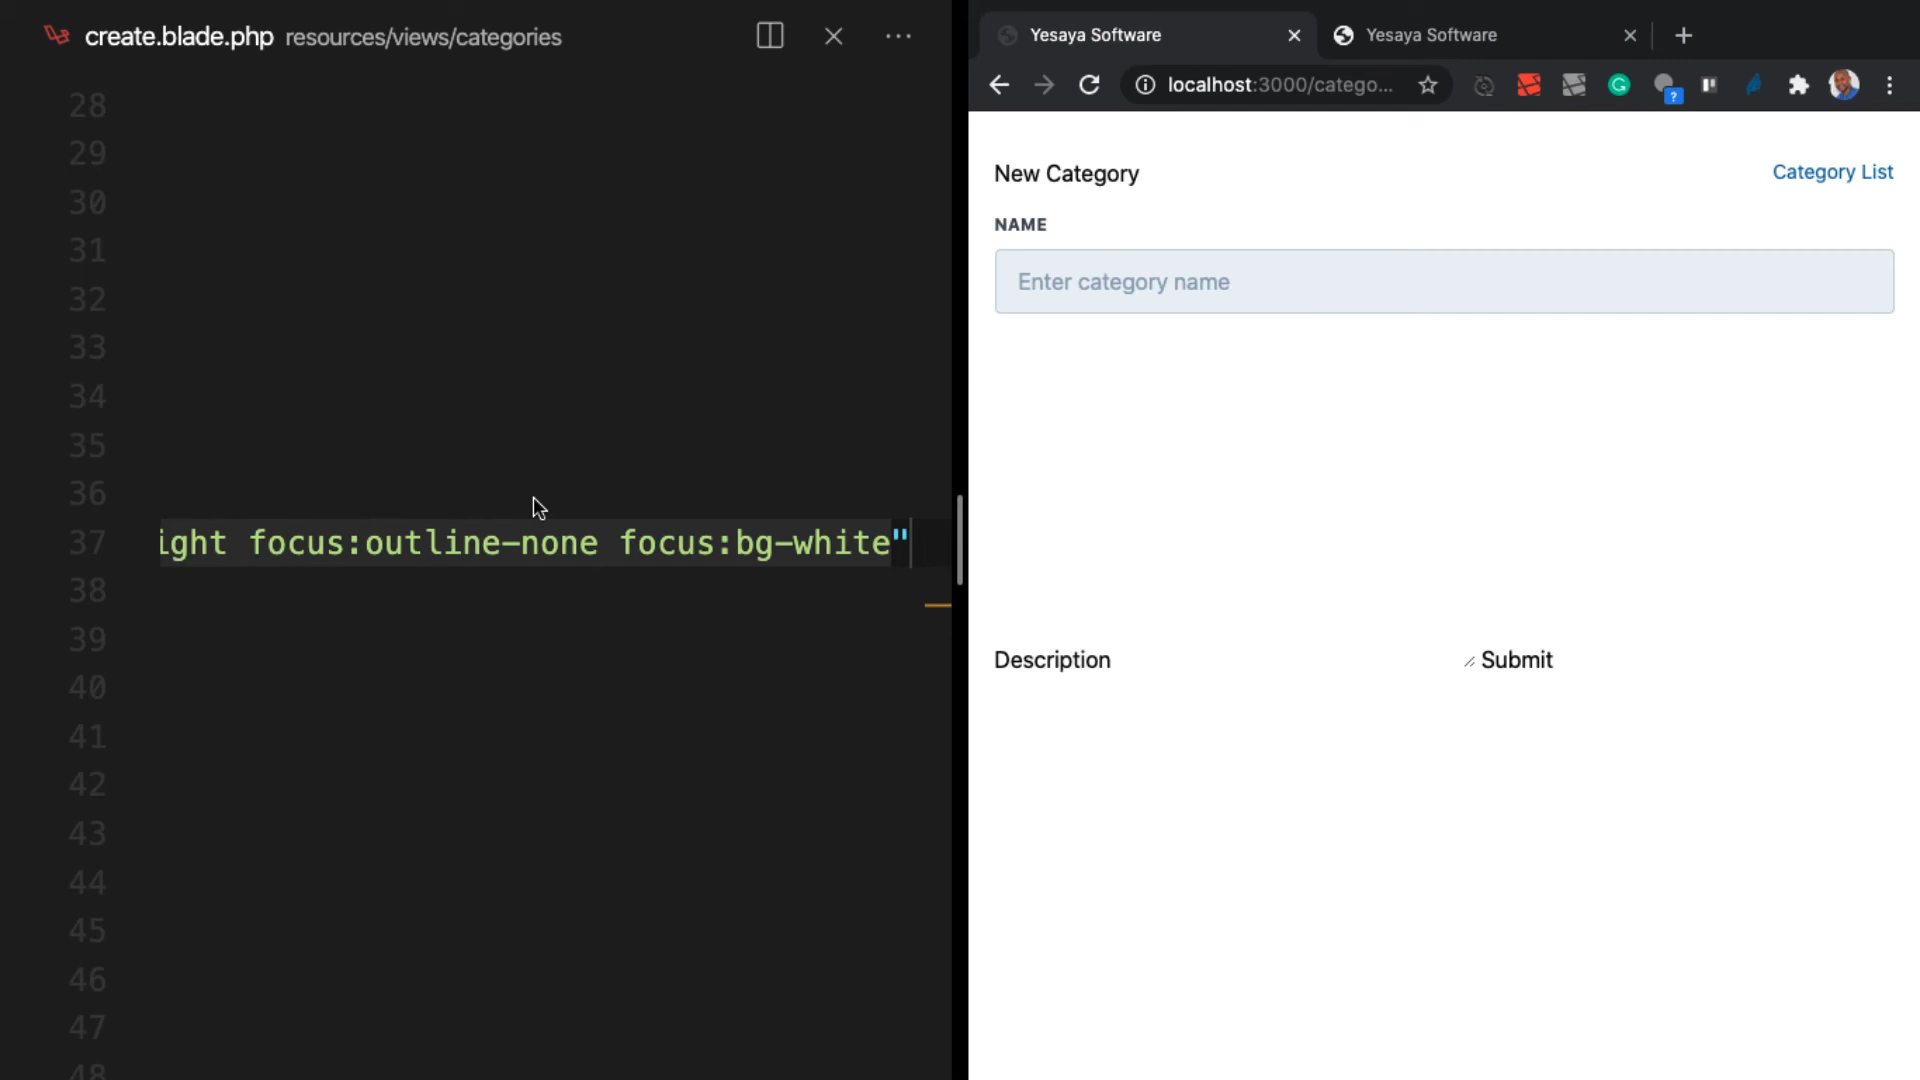 create.blade.php resources/views/categories
28
29
30
31
32
33
34
35
36
37 ight focus:outline-none focus:bg-white"
38
39
40
41
42
43
44
45
46
47
48
Yesaya Software
Yesaya Software
localhost:3000/catego...
New Category
Category List
NAME
Enter category name
Description
Submit